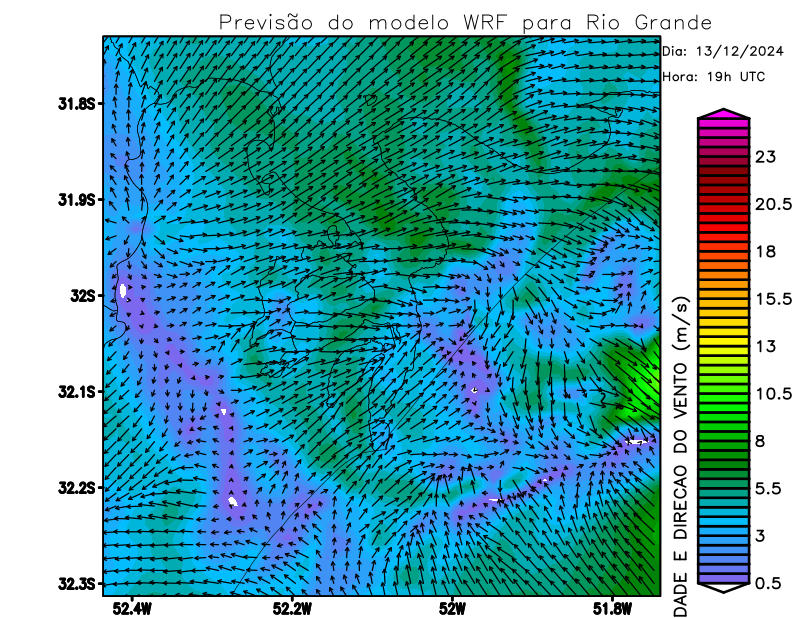 Previsão do modelo WRF para Rio Grande
Dia: 13/12/2024
Hora: 19h UTC
31.8S
31.9S
32S
32.1S
32.2S
32.3S
52.4W
52.2W
52W
51.8W
23
20.5
18
15.5
13
10.5
8
5.5
3
0.5
DADE E DIRECAO DO VENTO (m/s)